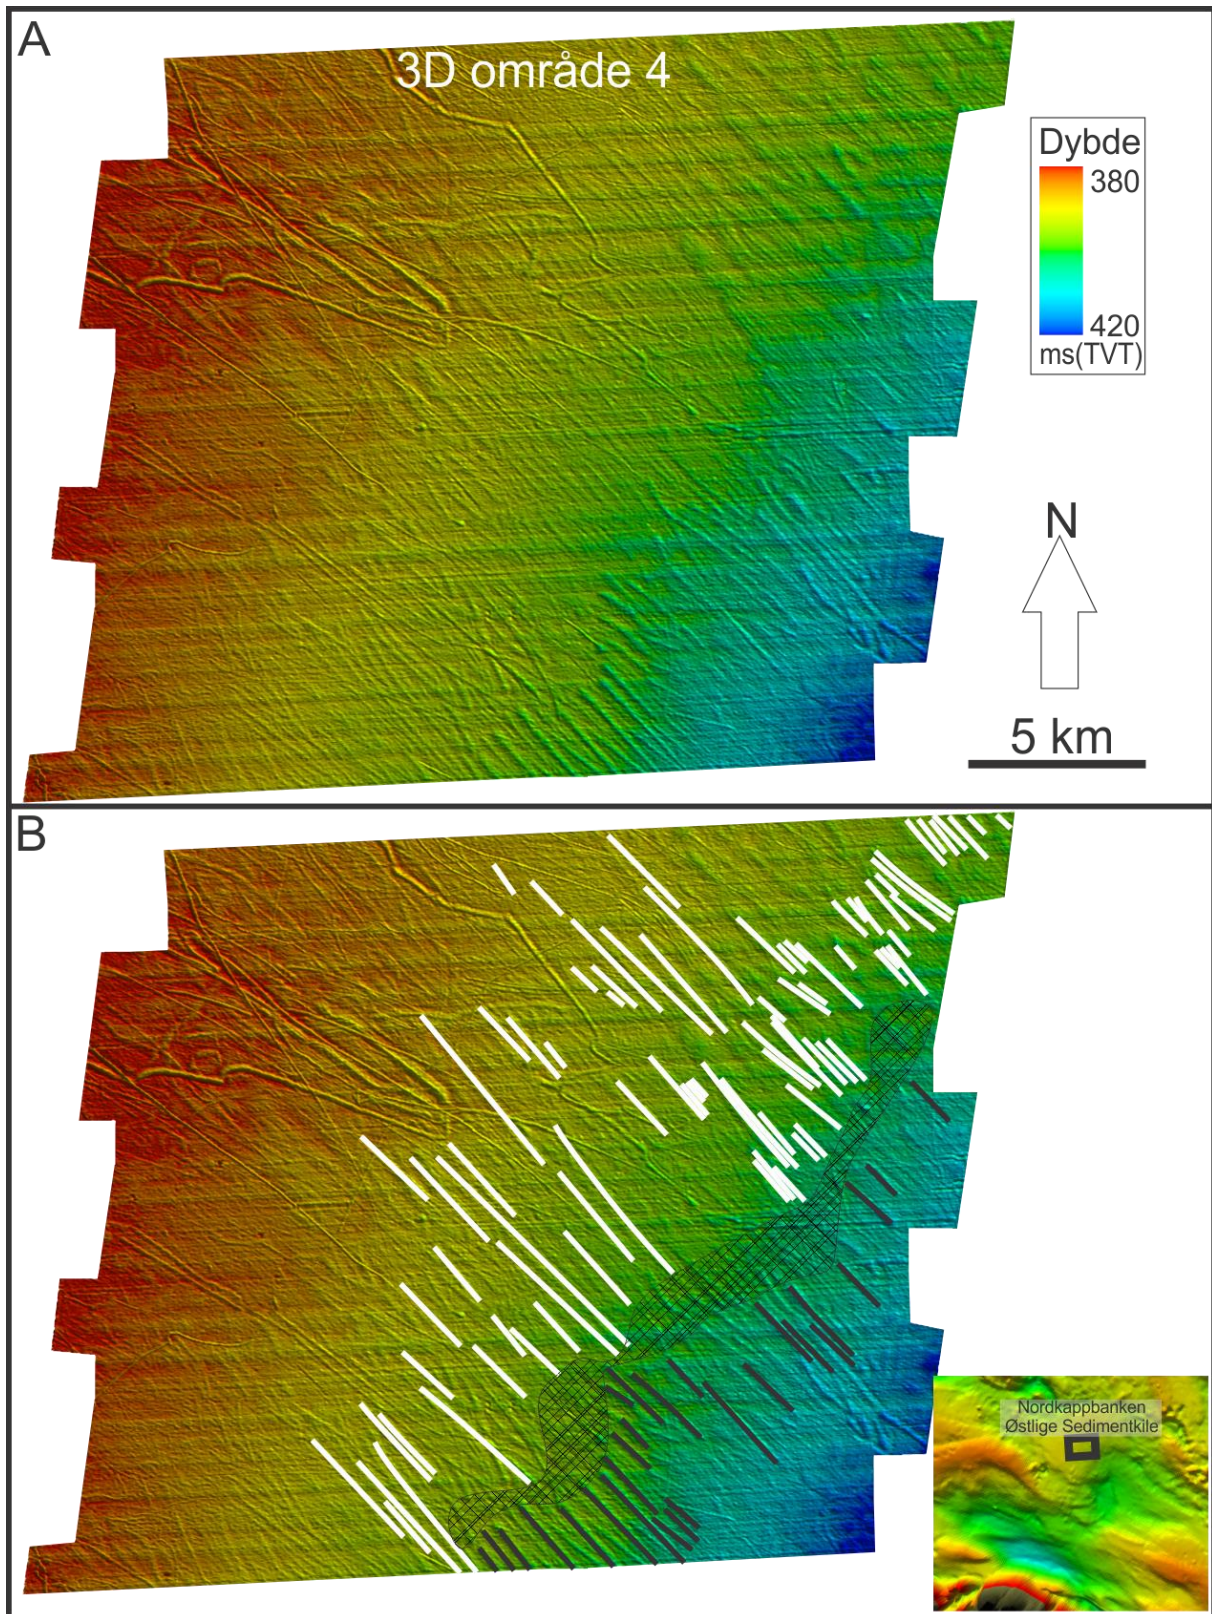 A
3D område 4
Dybde
380
420
ms(TVT)
N
5 km
B
Nordkappbanken
Østlige Sedimentkile